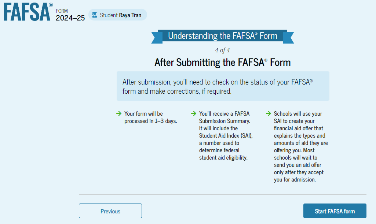 FAFSA® FORM
2024–25
Student Raya Tran
Understanding the FAFSA® Form
4 of 4
After Submitting the FAFSA® Form
After submission, you'll need to check on the status of your FAFSA®
form and make corrections, if required.
Your form will be
processed in 1–3 days.
You'll receive a FAFSA
Submission Summary.
It will include the
Student Aid Index (SAI),
a number used to
determine federal
student aid eligibility.
Schools will use your
SAI to create your
financial aid offer that
explains the types and
amounts of aid they are
offering you. Most
schools will wait to
send you an aid offer
only after they accept
you for admission.
Previous
Start FAFSA form